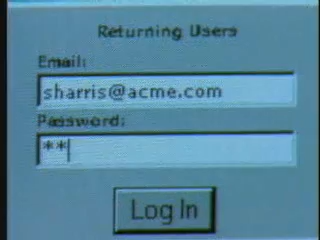 Returning Users
Email:
sharris@acme.com
Password:
**
Log In